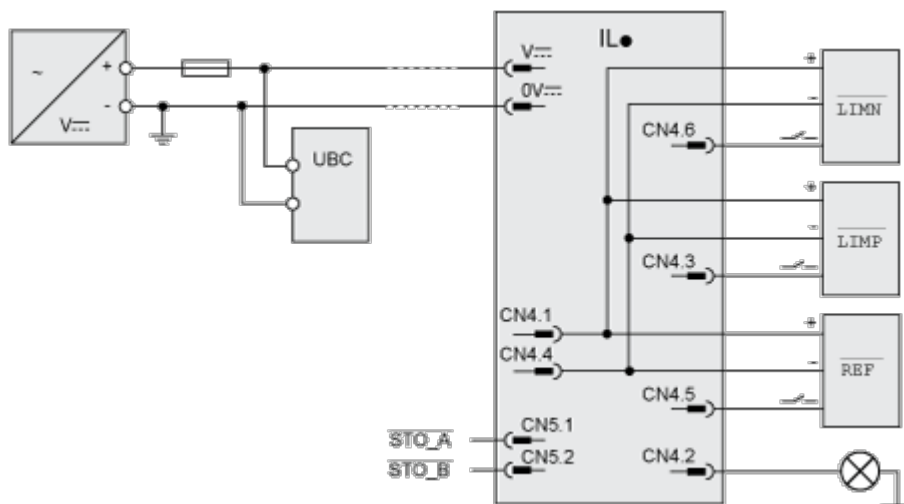 ~
+
-
V⎓
UBC
IL●
V⎓
0V⎓
CN4.6
+
-
LIMN
CN4.3
+
-
LIMP
CN4.1
CN4.4
CN4.5
+
-
REF
STO_A
CN5.1
STO_B
CN5.2
CN4.2